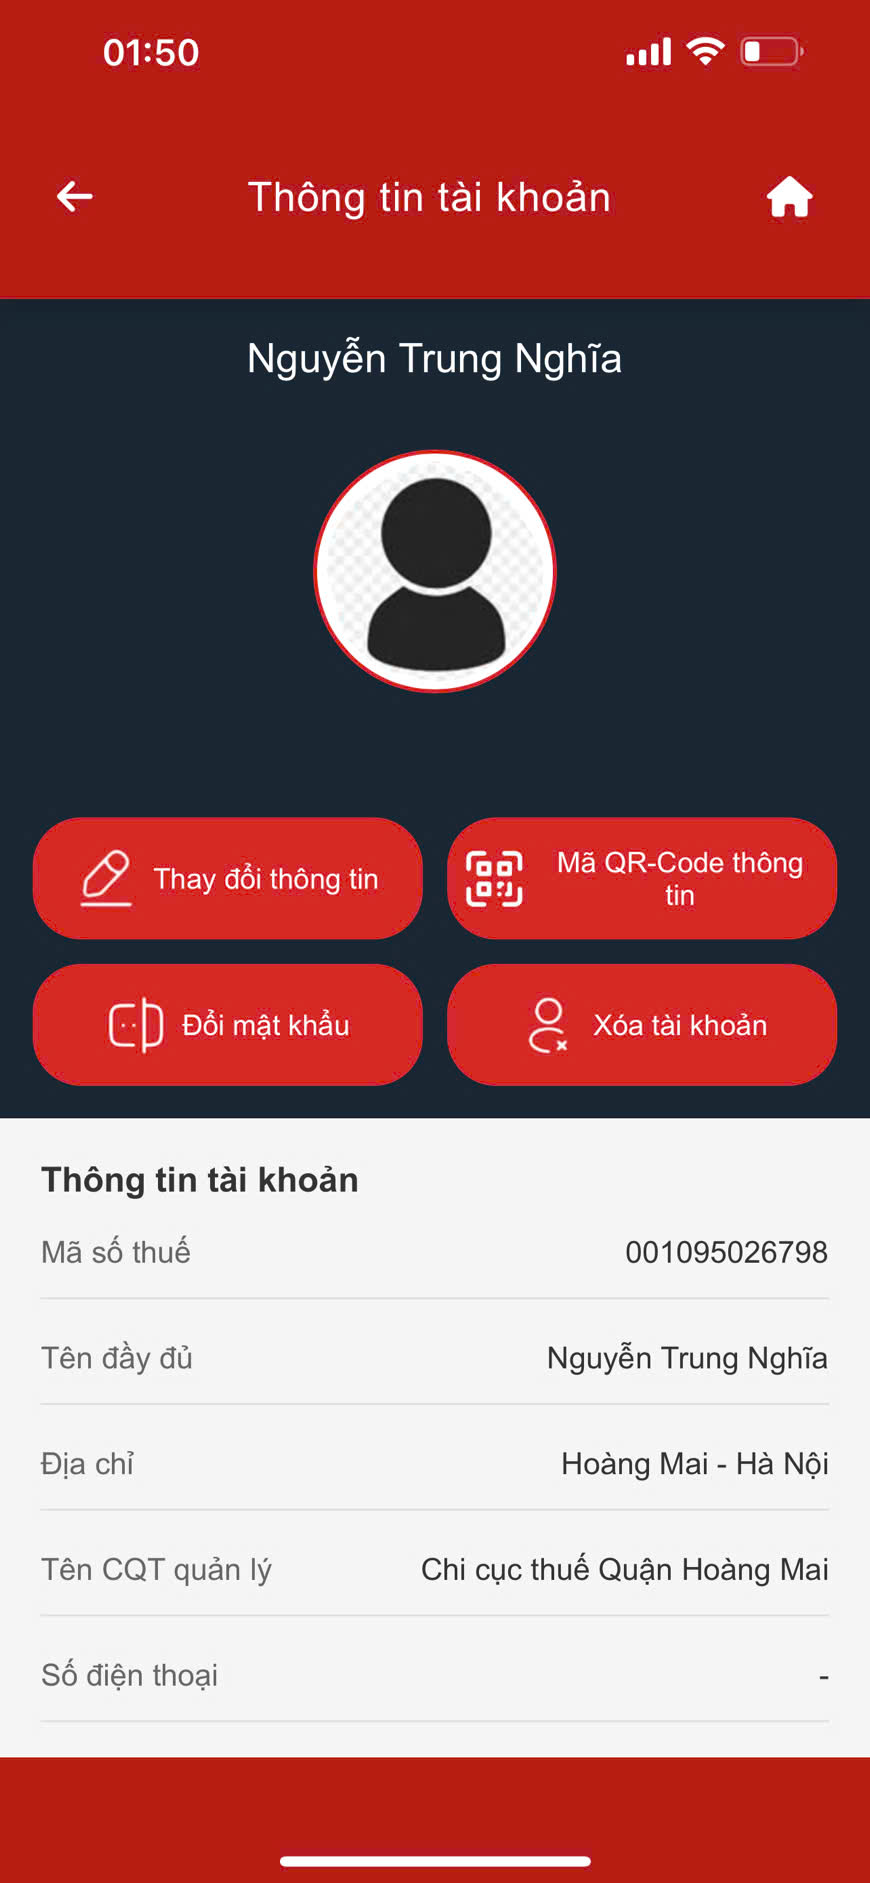 01:50
Thông tin tài khoản
Nguyễn Trung Nghĩa
Thay đổi thông tin
Mã QR-Code thông
tin
Đổi mật khẩu
Xóa tài khoản
Thông tin tài khoản
Mã số thuế 001095026798
Tên đầy đủ Nguyễn Trung Nghĩa
Địa chỉ Hoàng Mai - Hà Nội
Tên CQT quản lý Chi cục thuế Quận Hoàng Mai
Số điện thoại -